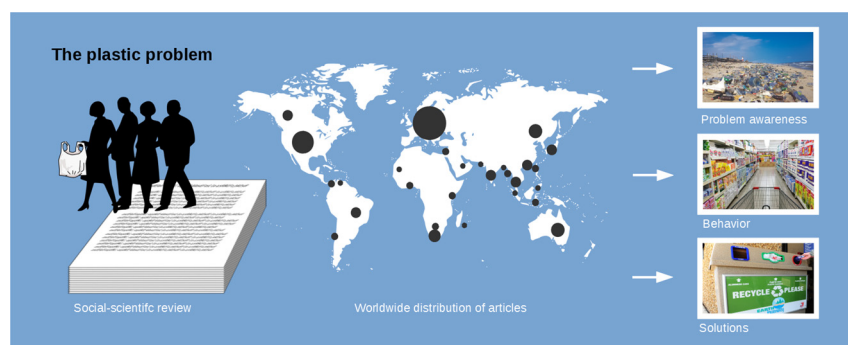 The plastic problem
Social-scientifc review
Worldwide distribution of articles
Problem awareness
Behavior
RECYCLE PLEASE
Solutions